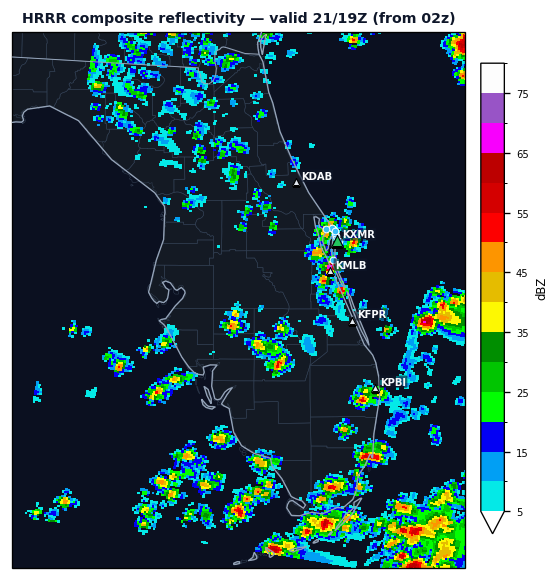 HRRR composite reflectivity — valid 21/19Z (from 02z)
KDAB
KXMR
KMLB
KFPR
KPBI
75
65
55
45
35
25
15
5
dBZ